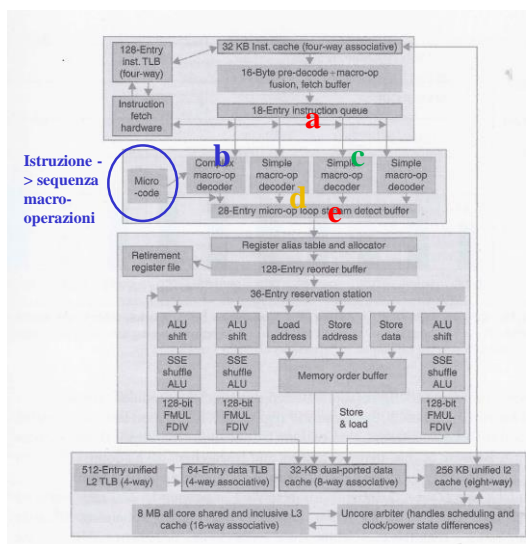 128-Entry
inst. TLB
(four-way)
32 KB Inst. cache (four-way associative)
16-Byte pre-decode+macro-op
fusion, fetch buffer
Instruction
fetch
hardware
18-Entry instruction queue
a
b
c
Istruzione -
> sequenza
macro-
operazioni
Micro
-code
Complex
macro-op
decoder
Simple
macro-op
decoder
Simple
macro-op
decoder
Simple
macro-op
decoder
d
e
28-Entry micro-op loop stream detect buffer
Register alias table and allocator
Retirement
register file
128-Entry reorder buffer
36-Entry reservation station
ALU
shift
ALU
shift
Load
address
Store
address
Store
data
ALU
shift
SSE
shuffle
ALU
SSE
shuffle
ALU
Memory order buffer
SSE
shuffle
ALU
128-bit
FMUL
FDIV
128-bit
FMUL
FDIV
Store
& load
128-bit
FMUL
FDIV
512-Entry unified
L2 TLB (4-way)
64-Entry data TLB
(4-way associative)
32-KB dual-ported data
cache (8-way associative)
256 KB unified l2
cache (eight-way)
8 MB all core shared and inclusive L3
cache (16-way associative)
Uncore arbiter (handles scheduling and
clock/power state differences)